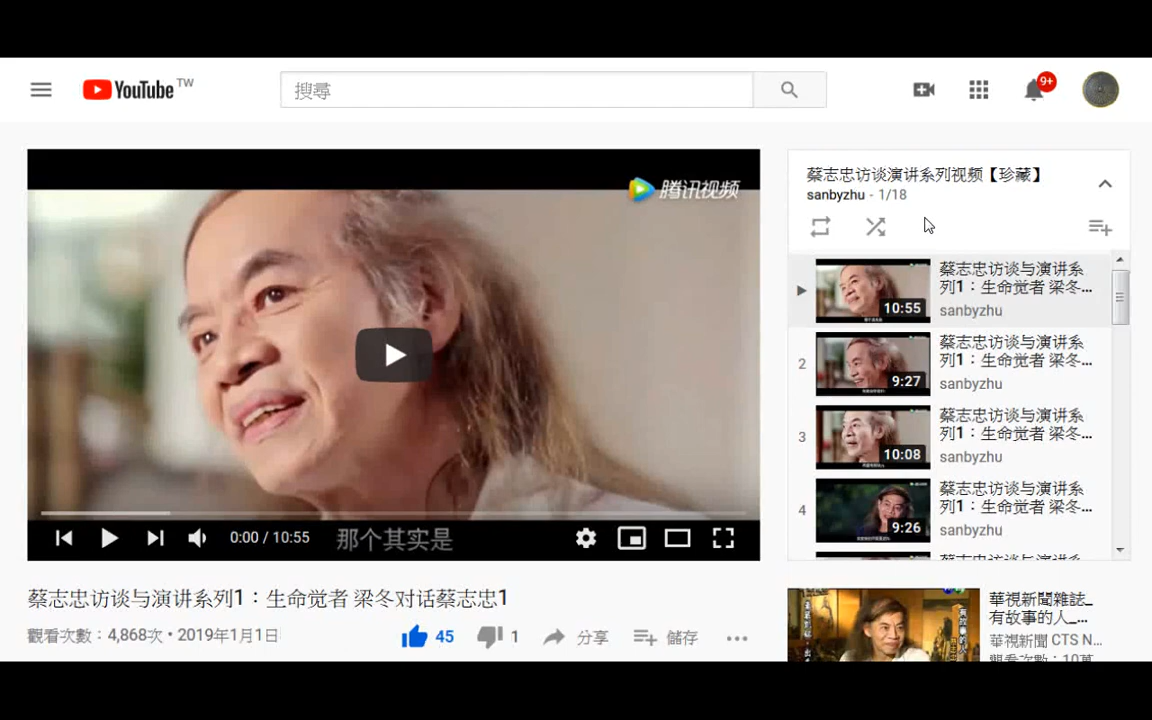 YouTube TW
搜尋
9+
腾讯视频
那个其实是
0:00 / 10:55
蔡志忠访谈与演讲系列1：生命觉者 梁冬对话蔡志忠1
觀看次數：4,868次 • 2019年1月1日
45
1
分享
儲存
蔡志忠访谈演讲系列视频【珍藏】
sanbyzhu - 1/18
10:55
蔡志忠访谈与演讲系
列1：生命觉者 梁冬...
sanbyzhu
2
9:27
蔡志忠访谈与演讲系
列1：生命觉者 梁冬...
sanbyzhu
3
10:08
蔡志忠访谈与演讲系
列1：生命觉者 梁冬...
sanbyzhu
4
9:26
蔡志忠访谈与演讲系
列1：生命觉者 梁冬...
sanbyzhu
華視新聞雜誌_
有故事的人_...
華視新聞 CTS N...
觀看次數：10萬